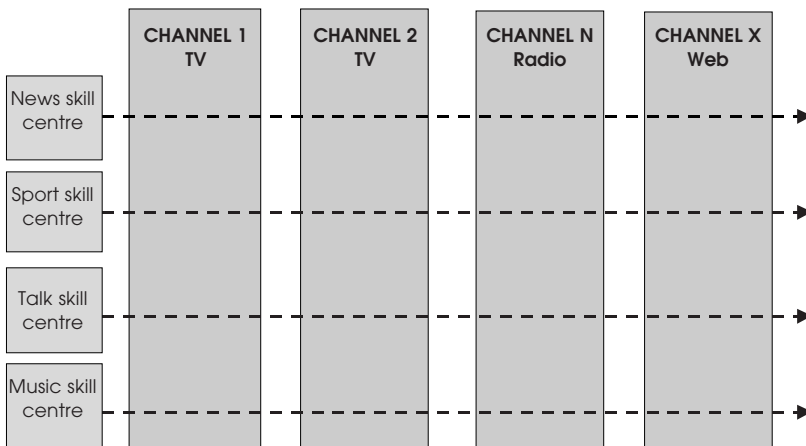 CHANNEL 1
TV
CHANNEL 2
TV
CHANNEL N
Radio
CHANNEL X
Web
News skill
centre
Sport skill
centre
Talk skill
centre
Music skill
centre